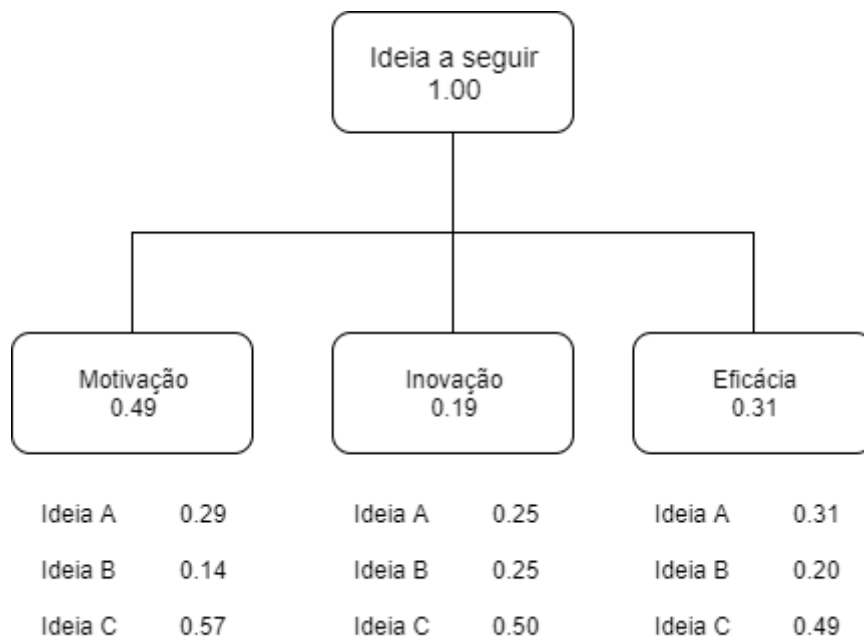 Ideia a seguir
1.00
Motivação
0.49
Inovação
0.19
Eficácia
0.31
Ideia A 0.29
Ideia B 0.14
Ideia C 0.57
Ideia A 0.25
Ideia B 0.25
Ideia C 0.50
Ideia A 0.31
Ideia B 0.20
Ideia C 0.49